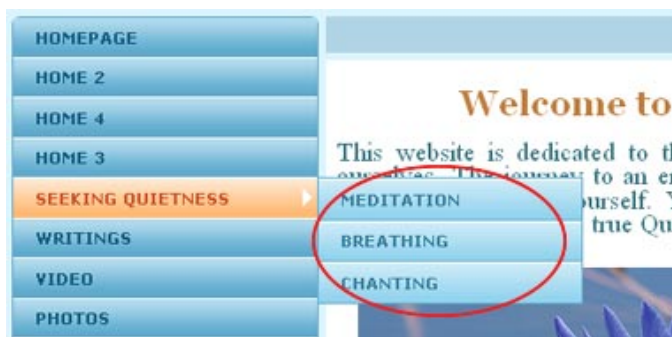 HOMEPAGE
HOME 2
HOME 4
HOME 3
SEEKING QUIETNESS
WRITINGS
VIDEO
PHOTOS
MEDITATION
BREATHING
CHANTING
Welcome to
This website is dedicated to
to an
urself.
true